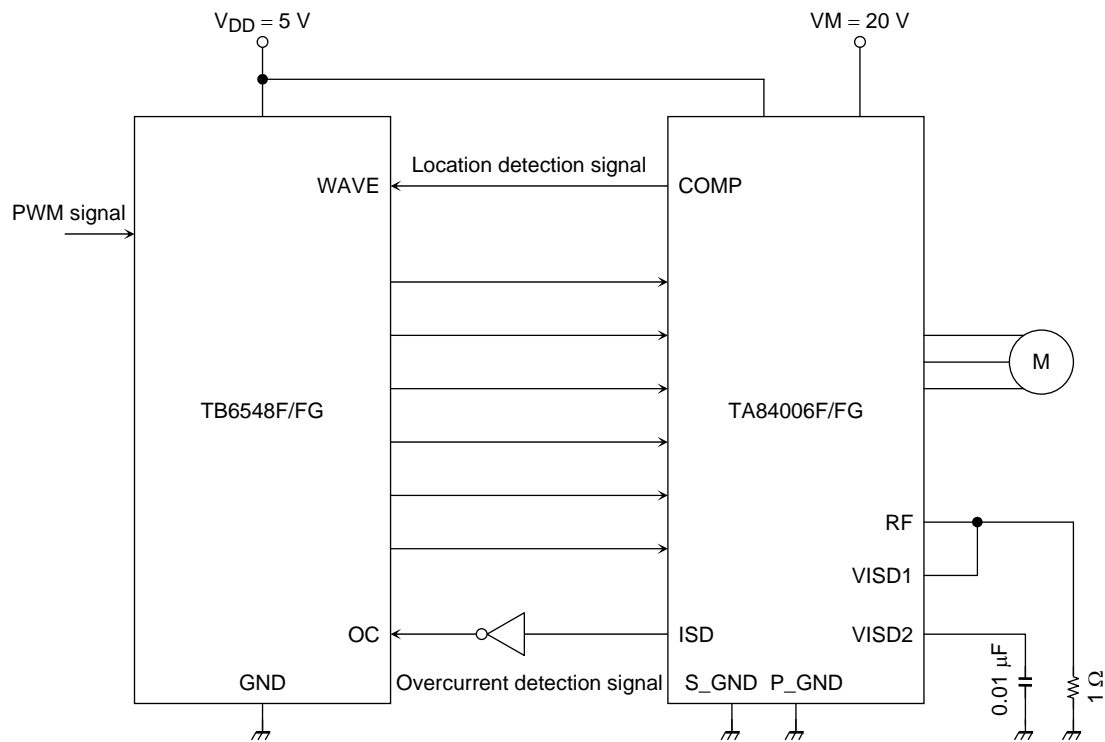 V_DD = 5 V
VM = 20 V
Location detection signal
WAVE
COMP
PWM signal
M
TB6548F/FG
TA84006F/FG
RF
VISD1
OC
ISD
VISD2
GND
Overcurrent detection signal
S_GND
P_GND
0.01 μF
1 Ω